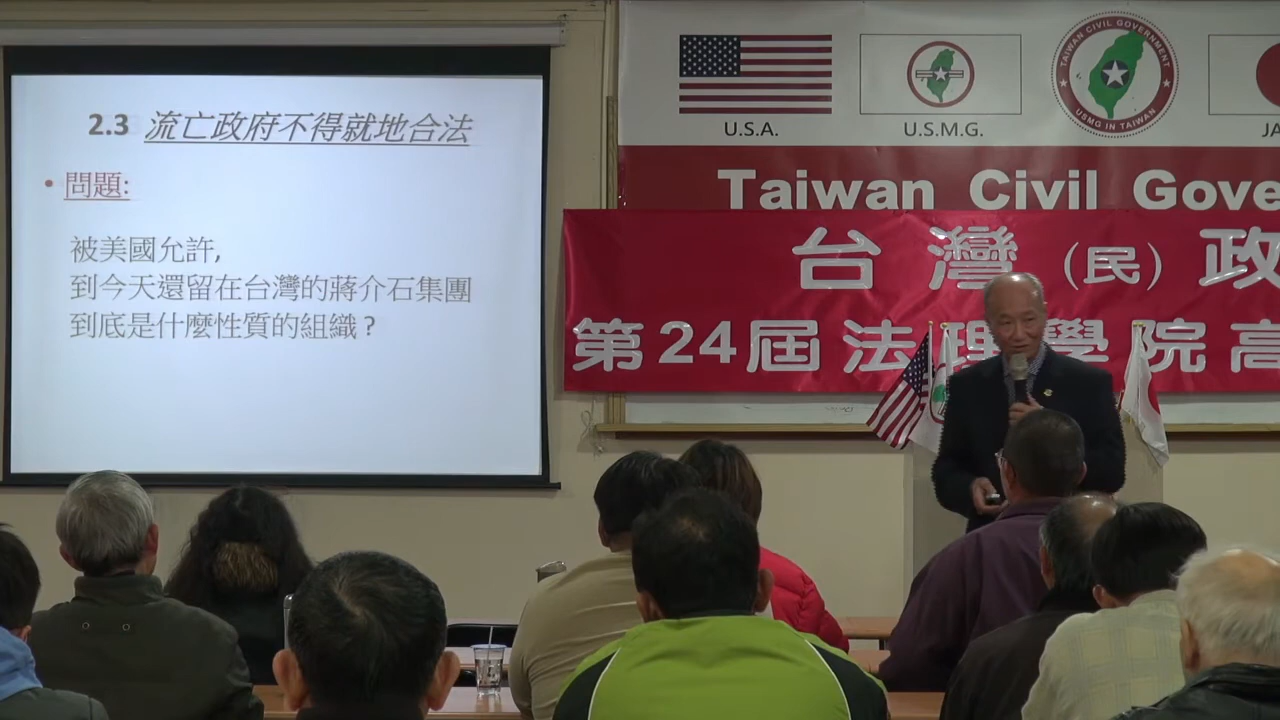 2.3 流亡政府不得就地合法
• 問題:
被美國允許,
到今天還留在台灣的蔣介石集團
到底是什麼性質的組織?
U.S.A.
U.S.M.G.
TAIWAN CIVIL GOVERNMENT
USMG IN TAIWAN
JA
Taiwan Civil Gove
台灣(民)政
第24屆法理學院高